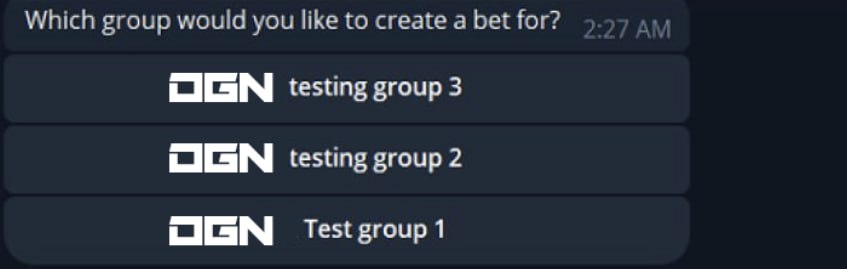 Which group would you like to create a bet for? 2:27 AM
OGN testing group 3
OGN testing group 2
OGN Test group 1